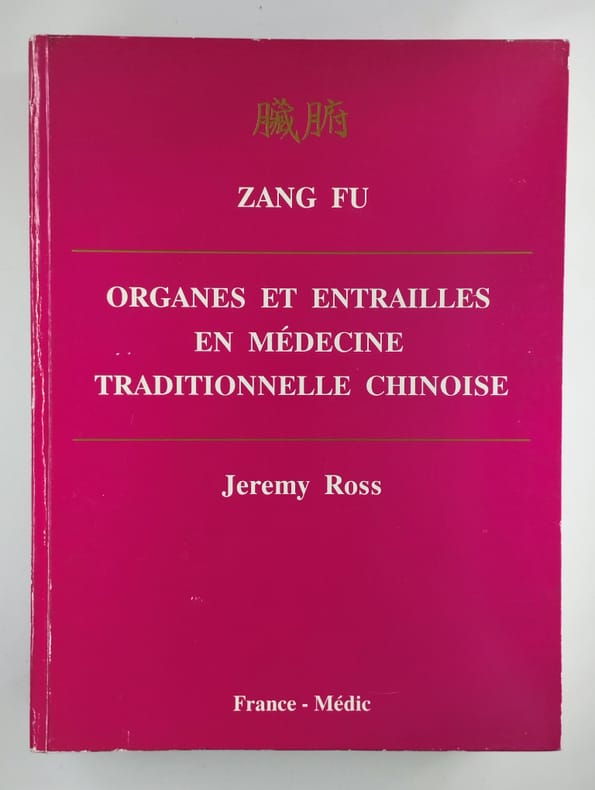 臟腑
ZANG FU
ORGANES ET ENTRAILLES
EN MÉDECINE
TRADITIONNELLE CHINOISE
Jeremy Ross
France - Médic